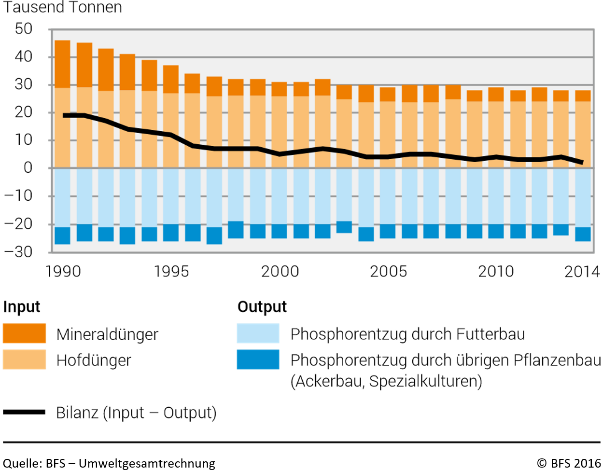 Tausend Tonnen
50
40
30
20
10
0
–10
–20
–30
1990
1995
2000
2005
2010
2014
Input
Mineraldünger
Hofdünger
Bilanz (Input – Output)
Output
Phosphorentzug durch Futterbau
Phosphorentzug durch übrigen Pflanzenbau
(Ackerbau, Spezialkulturen)
Quelle: BFS – Umweltgesamtrechnung
© BFS 2016